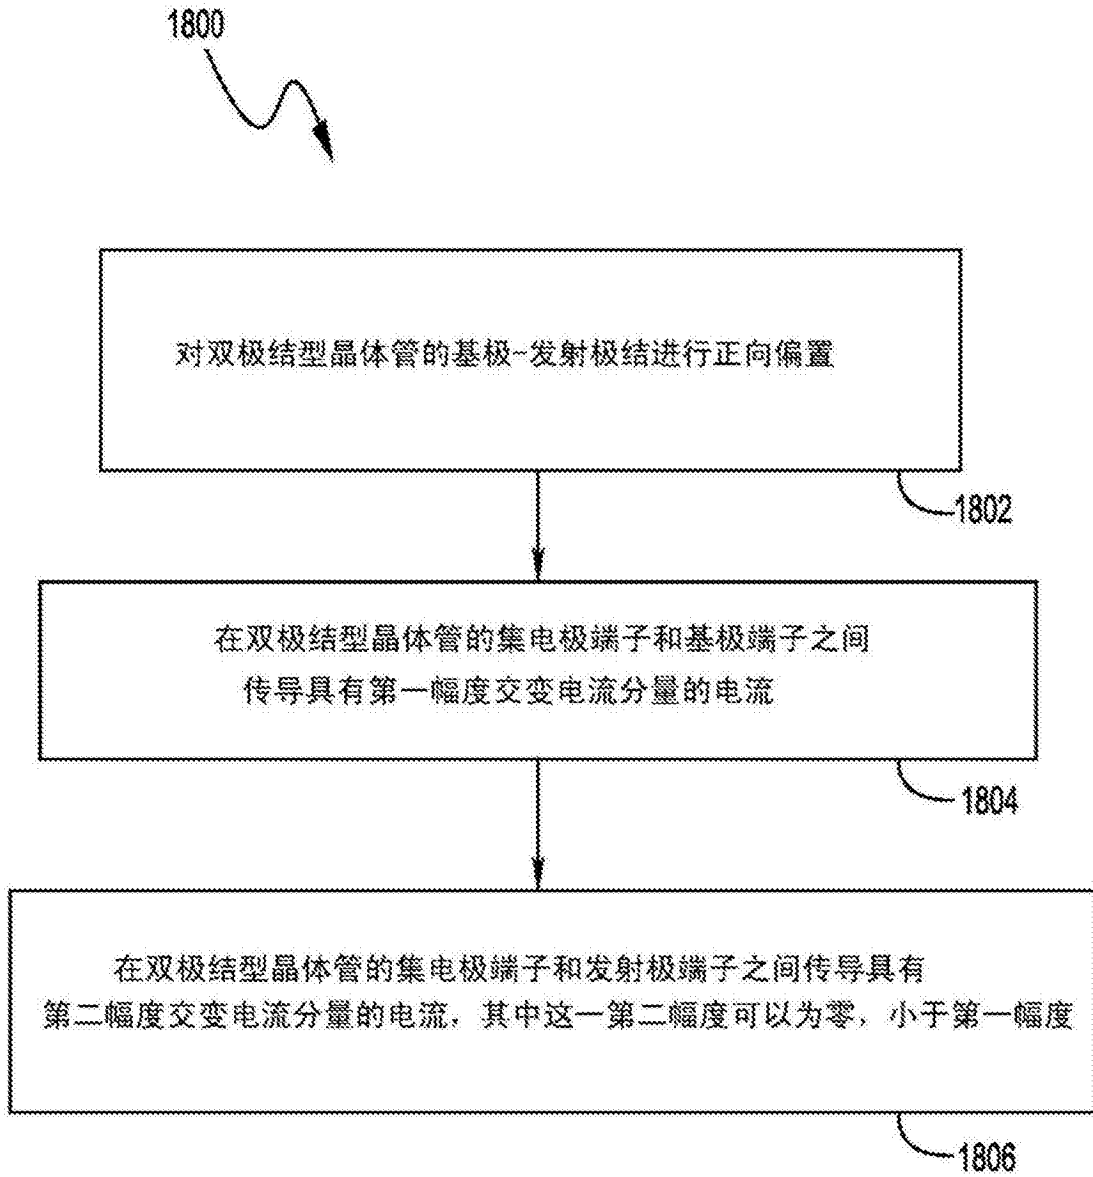 1800
对双极结型晶体管的基极-发射极结进行正向偏置
1802
在双极结型晶体管的集电极端子和基极端子之间
传导具有第一幅度交变电流分量的电流
1804
在双极结型晶体管的集电极端子和发射极端子之间传导具有
第二幅度交变电流分量的电流，其中这一第二幅度可以为零，小于第一幅度
1806